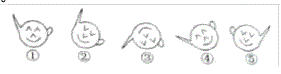 ① ② ③ ④ ⑤